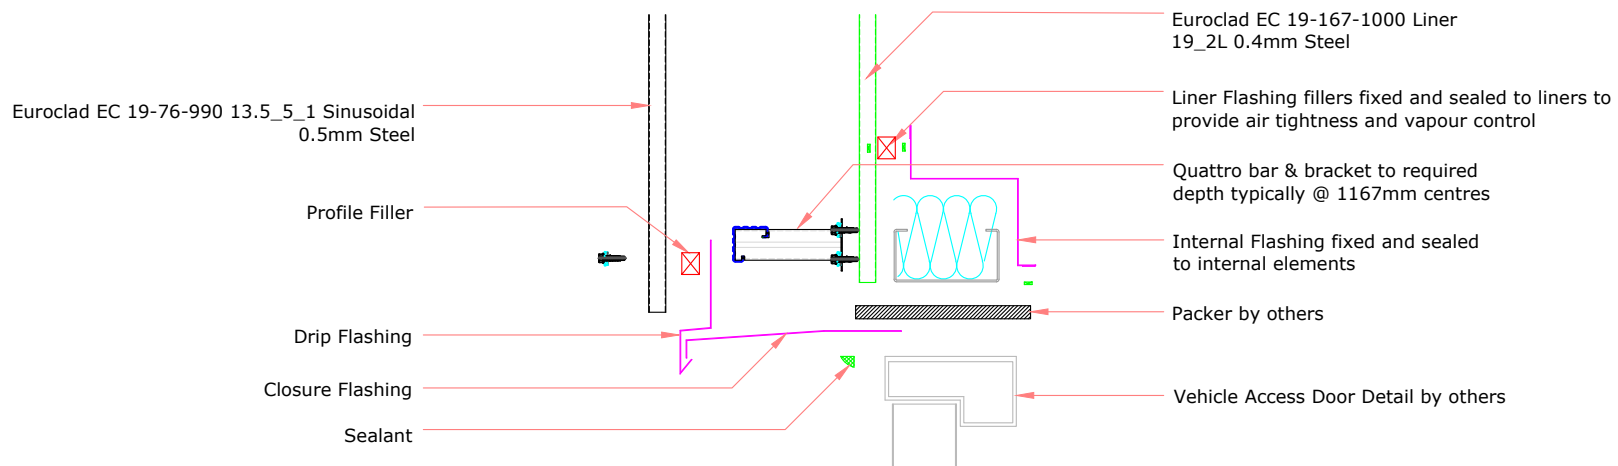 Euroclad EC 19-76-990 13.5_5_1 Sinusoidal
0.5mm Steel
Profile Filler
Drip Flashing
Closure Flashing
Sealant
Euroclad EC 19-167-1000 Liner
19_2L 0.4mm Steel
Liner Flashing fillers fixed and sealed to liners to
provide air tightness and vapour control
Quattro bar & bracket to required
depth typically @ 1167mm centres
Internal Flashing fixed and sealed
to internal elements
Packer by others
Vehicle Access Door Detail by others